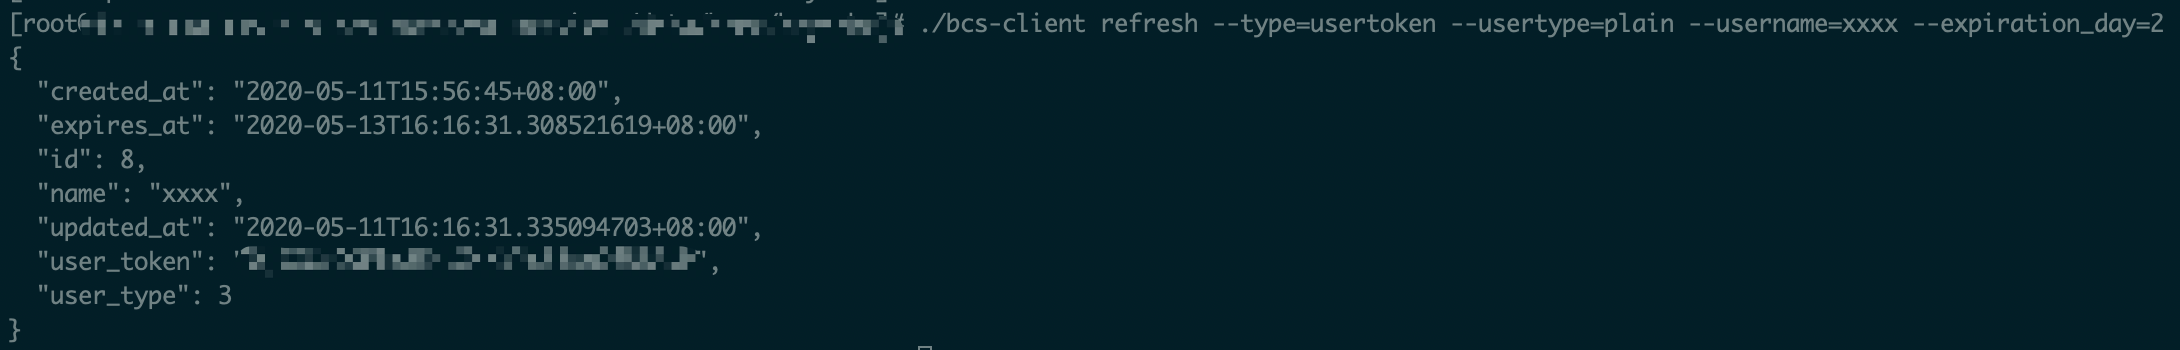 [root@ ./bcs-client refresh --type=usertoken --usertype=plain --username=xxxx --expiration_day=2
{
"created_at": "2020-05-11T15:56:45+08:00",
"expires_at": "2020-05-13T16:16:31.308521619+08:00",
"id": 8,
"name": "xxxx",
"updated_at": "2020-05-11T16:16:31.335094703+08:00",
"user_token": "",
"user_type": 3
}